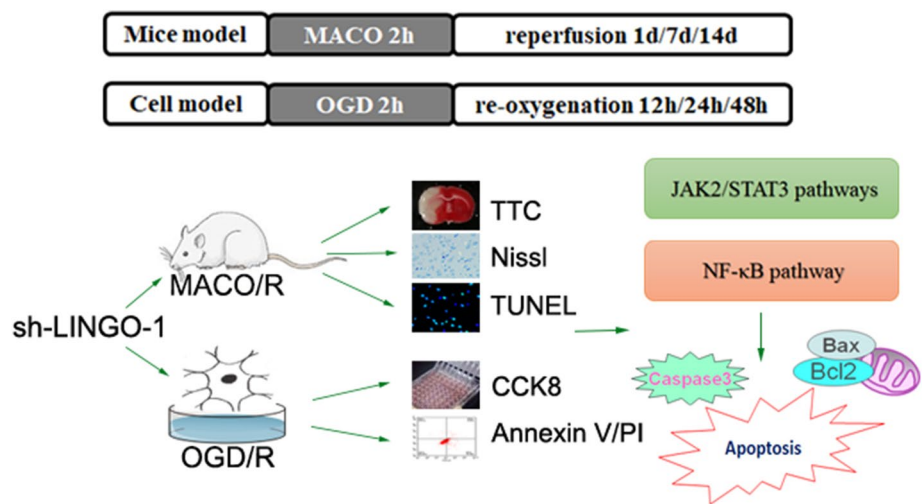 Mice model MACO 2h reperfusion 1d/7d/14d
Cell model OGD 2h re-oxygenation 12h/24h/48h
JAK2/STAT3 pathways
TTC
Nissl
NF-κB pathway
MACO/R
TUNEL
sh-LINGO-1
Bax
Bcl2
Caspase3
CCK8
Annexin V/PI
Apoptosis
OGD/R